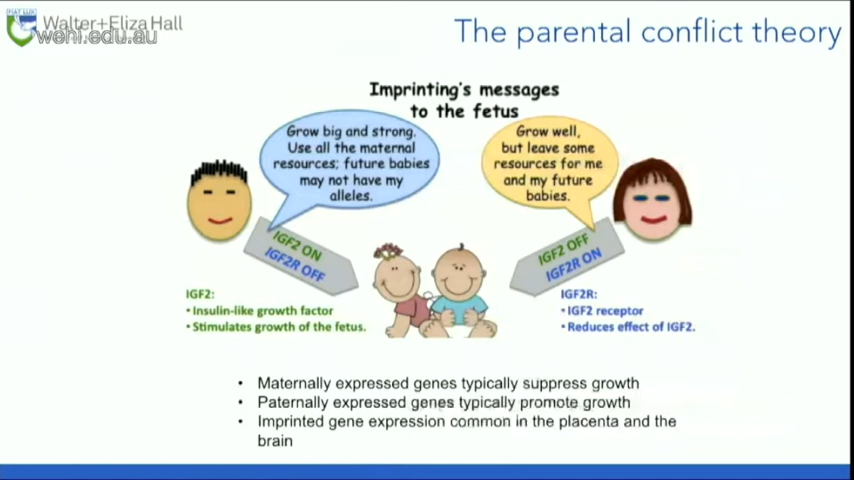 FIAT LUX
Walter+Eliza Hall
wehi.edu.au
The parental conflict theory
Imprinting's messages
to the fetus
Grow big and strong.
Use all the maternal
resources; future babies
may not have my
alleles.
Grow well,
but leave some
resources for me
and my future
babies.
IGF2 ON
IGF2R OFF
IGF2 OFF
IGF2R ON
IGF2:
• Insulin-like growth factor
• Stimulates growth of the fetus.
IGF2R:
• IGF2 receptor
• Reduces effect of IGF2.
• Maternally expressed genes typically suppress growth
• Paternally expressed genes typically promote growth
• Imprinted gene expression common in the placenta and the
brain